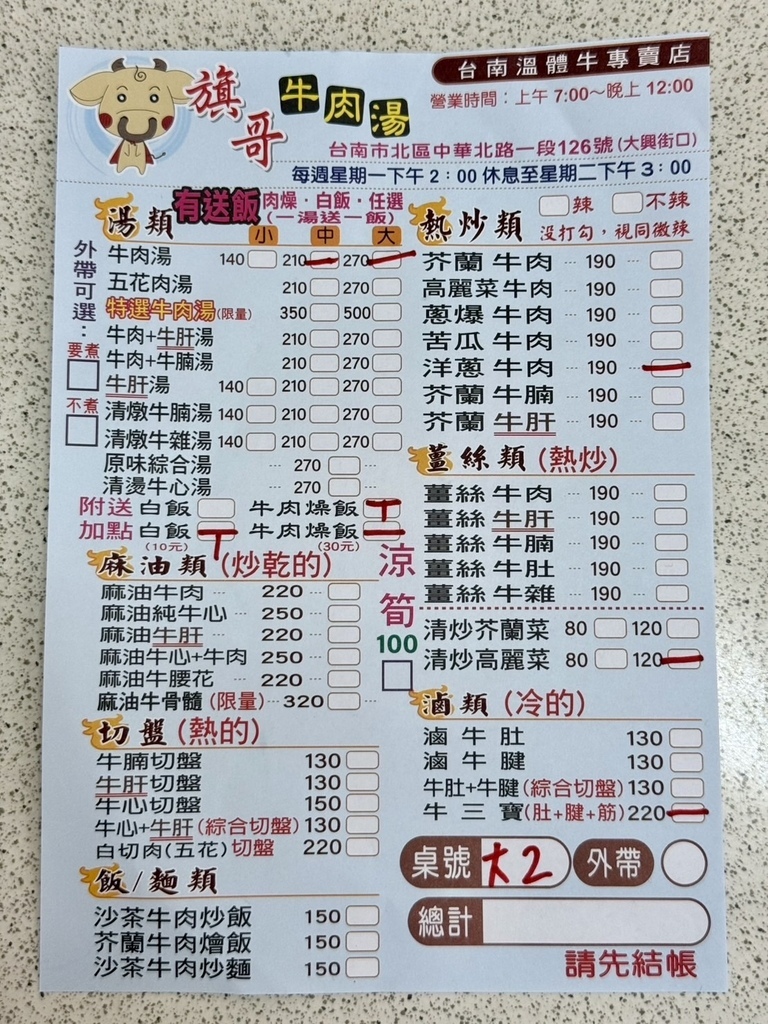 旗哥
牛肉湯
台南溫體牛專賣店
營業時間：上午 7:00～晚上 12:00
台南市北區中華北路一段126號(大興街口)
每週星期一下午 2：00 休息至星期二下午 3：00
湯類 有送飯 肉燥．白飯．任選
(一湯送一飯)
小 中 大
外帶可選：
要煮
不煮
牛肉湯 140 210 270
五花肉湯 210 270
特選牛肉湯(限量) 350 500
牛肉+牛肝湯 210 270
牛肉+牛腩湯 210 270
牛肝湯 140 210 270
清燉牛腩湯 140 210 270
清燉牛雜湯 140 210 270
原味綜合湯 ··· 270 ···
清燙牛心湯 270
附送 白飯 牛肉燥飯 一 丁
加點 白飯 牛肉燥飯 一 丁
(10元) (30元)
麻油類(炒乾的)
麻油牛肉 ··· 220 ···
麻油純牛心 ··· 250 ···
麻油牛肝 ··· 220 ···
麻油牛心+牛肉 250 ···
麻油牛腰花 ··· 220 ···
麻油牛骨髓(限量)··· 320
涼筍
100
切盤(熱的)
牛腩切盤 130
牛肝切盤 130
牛心切盤 150
牛心+牛肝(綜合切盤) 130
白切肉(五花)切盤 220
飯/麵類
沙茶牛肉炒飯 150
芥蘭牛肉燴飯 150
沙茶牛肉炒麵 150
熱炒類 辣 不辣
沒打勾，視同微辣
芥蘭牛肉 ··· 190 ···
高麗菜牛肉 ··· 190 ···
蔥爆牛肉 ··· 190 ···
苦瓜牛肉 ··· 190 ···
洋蔥牛肉 ··· 190 ···
芥蘭牛腩 ··· 190 ···
芥蘭牛肝 ··· 190 ···
薑絲類(熱炒)
薑絲牛肉 ··· 190 ···
薑絲牛肝 ··· 190 ···
薑絲牛腩 ··· 190 ···
薑絲牛肚 ··· 190 ···
薑絲牛雜 ··· 190 ···
清炒芥蘭菜 80 120
清炒高麗菜 80 120
滷類(冷的)
滷牛肚 130
滷牛腱 130
牛肚+牛腱(綜合切盤) 130
牛三寶(肚+腱+筋) 220
桌號 大2 外帶
總計
請先結帳